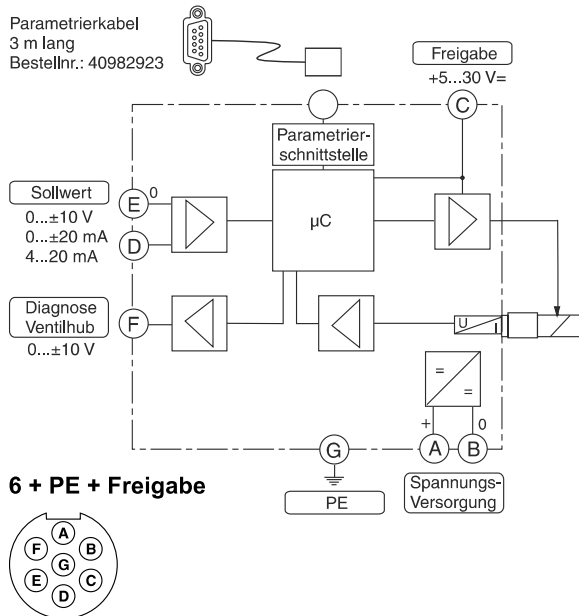 Parametrierkabel
3 m lang
Bestellnr.: 40982923
Freigabe
+5...30 V=
C
Parametrier-
schnittstelle
Sollwert
0...±10 V
0...±20 mA
4...20 mA
E
0
D
µC
Diagnose
Ventilhub
0...±10 V
F
U
I
=
=
+
0
A
B
G
PE
Spannungs-
Versorgung
6 + PE + Freigabe
A
F
B
G
E
C
D